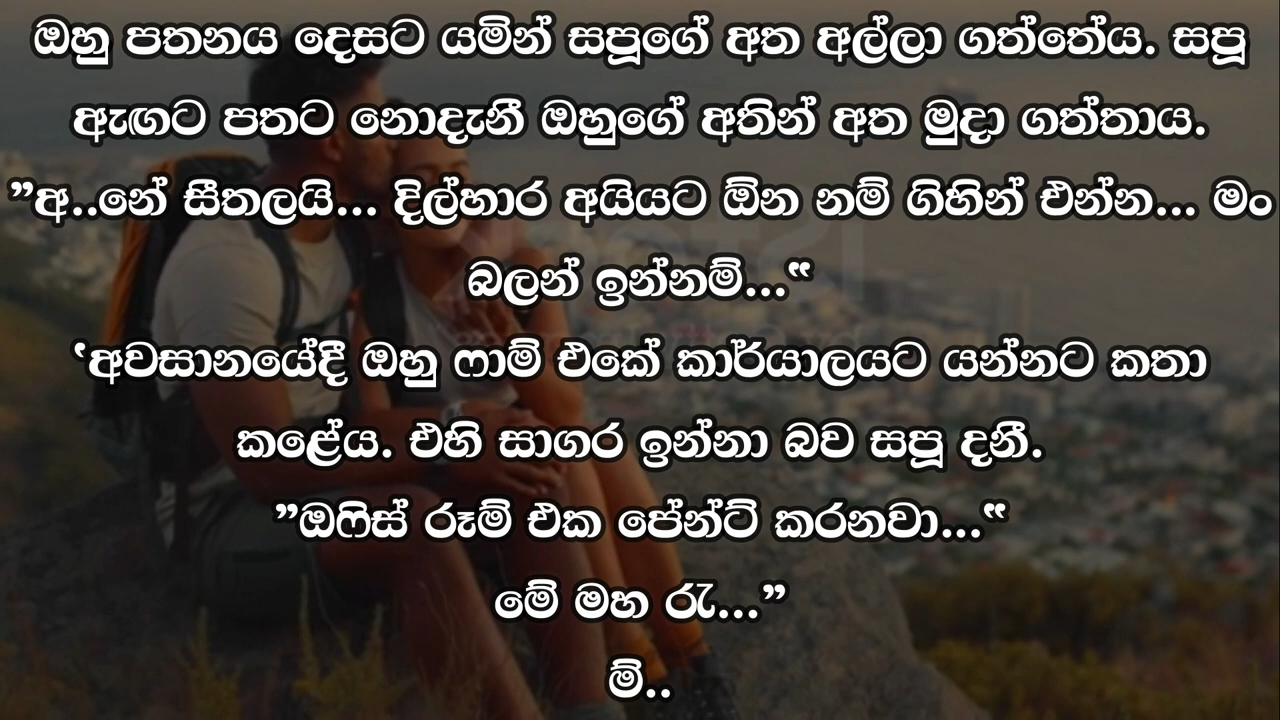 ඔහු පතනය දෙසට යමින් සපූගේ අත අල්ලා ගත්තේය. සපූ
ඇඟට පතට නොදැනී ඔහුගේ අතින් අත මුදා ගත්තාය.
”අ..නේ සීතලයි... දිල්හාර අයියට ඕන නම් ගිහින් එන්න... මං
බලන් ඉන්නම්...“
‛අවසානයේදී ඔහු ෆාම් එකේ කාර්යාලයට යන්නට කතා
කළේය. එහි සාගර ඉන්නා බව සපූ දනී.
”ඔෆිස් රූම් එක පේන්ට් කරනවා...“
මේ මහ රෑ...”
ම්..